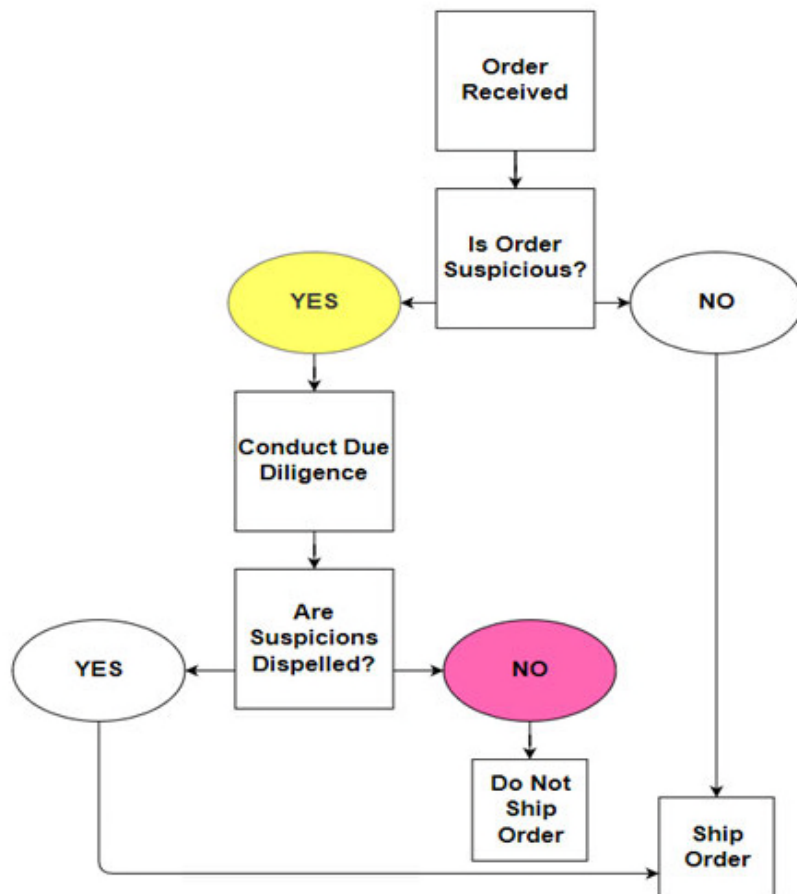 Order
Received
Is Order
Suspicious?
YES
NO
Conduct Due
Diligence
Are
Suspicions
Dispelled?
YES
NO
Do Not
Ship
Order
Ship
Order